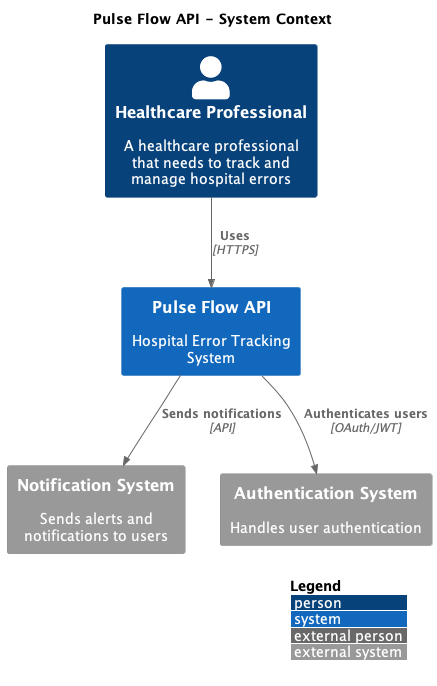 Pulse Flow API – System Context
Healthcare Professional
A healthcare professional
that needs to track and
manage hospital errors
Uses
[HTTPS]
Pulse Flow API
Hospital Error Tracking
System
Sends notifications
[API]
Authenticates users
[OAuth/JWT]
Notification System
Sends alerts and
notifications to users
Authentication System
Handles user authentication
Legend
person
system
external person
external system